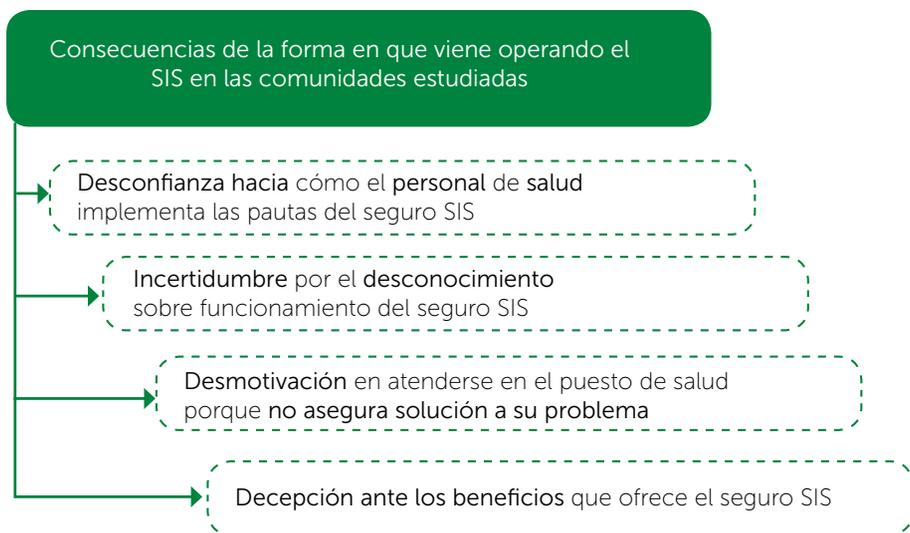 Consecuencias de la forma en que viene operando el
SIS en las comunidades estudiadas
Desconfianza hacia cómo el personal de salud
implementa las pautas del seguro SIS
Incertidumbre por el desconocimiento
sobre funcionamiento del seguro SIS
Desmotivación en atenderse en el puesto de salud
porque no asegura solución a su problema
Decepción ante los beneficios que ofrece el seguro SIS